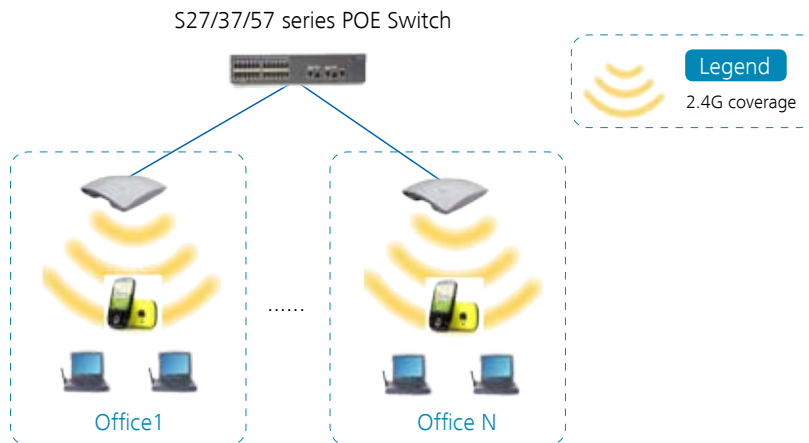 S27/37/57 series POE Switch
Legend
2.4G coverage
......
Office1
Office N